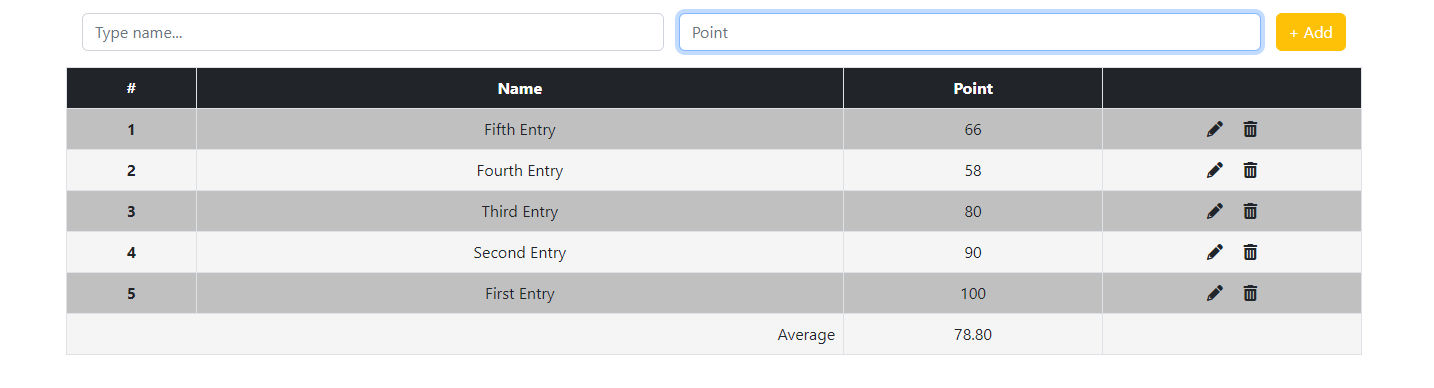 Type name... Point + Add
# Name Point
1 Fifth Entry 66
2 Fourth Entry 58
3 Third Entry 80
4 Second Entry 90
5 First Entry 100
Average 78.80